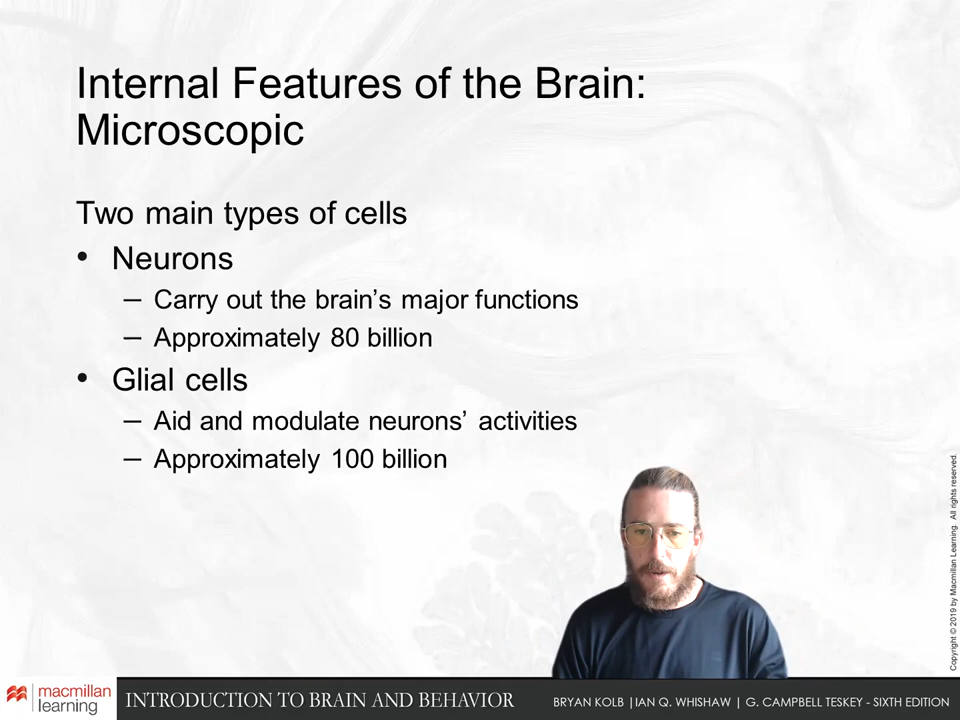 Internal Features of the Brain:
Microscopic
Two main types of cells
• Neurons
– Carry out the brain’s major functions
– Approximately 80 billion
• Glial cells
– Aid and modulate neurons’ activities
– Approximately 100 billion
Copyright © 2019 by Macmillan Learning. All rights reserved.
macmillan
learning
INTRODUCTION TO BRAIN AND BEHAVIOR
BRYAN KOLB | IAN Q. WHISHAW | G. CAMPBELL TESKEY - SIXTH EDITION